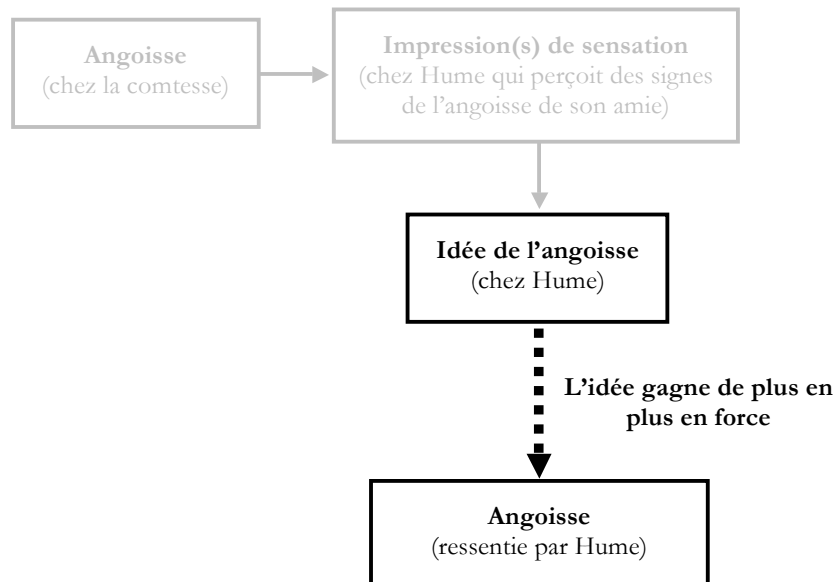 Angoisse
(chez la comtesse)
Impression(s) de sensation
(chez Hume qui perçoit des signes
de l’angoisse de son amie)
Idée de l’angoisse
(chez Hume)
L’idée gagne de plus en
plus en force
Angoisse
(ressentie par Hume)